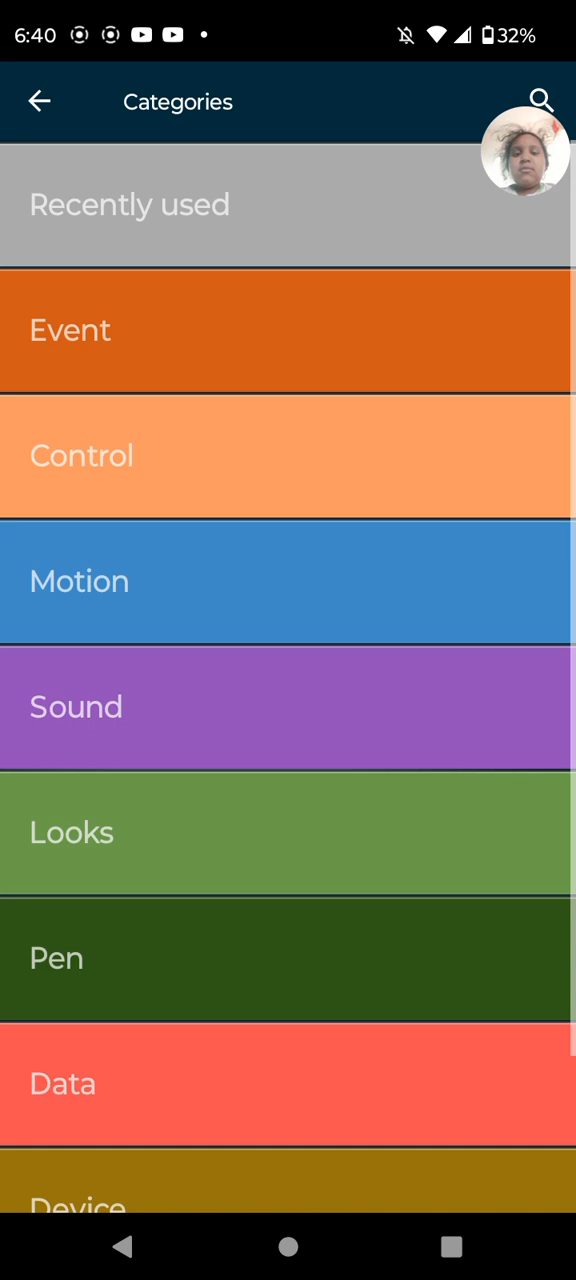 6:40
32%
Categories
Recently used
Event
Control
Motion
Sound
Looks
Pen
Data
Device